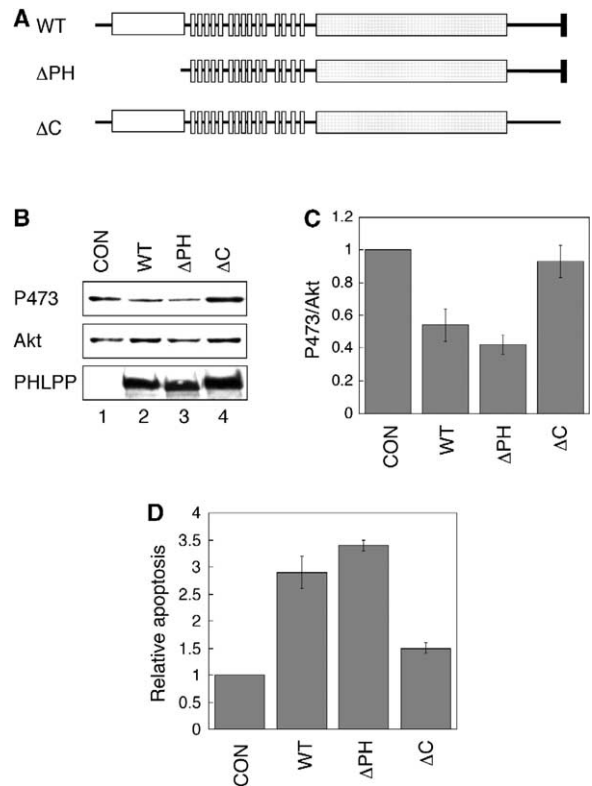 A
WT
ΔPH
ΔC
B
CON WT ΔPH ΔC
P473
Akt
PHLPP
1 2 3 4
C
1.2
1
0.8
0.6
0.4
0.2
0
P473/Akt
CON WT ΔPH ΔC
D
4
3.5
3
2.5
2
1.5
1
0.5
0
Relative apoptosis
CON WT ΔPH ΔC